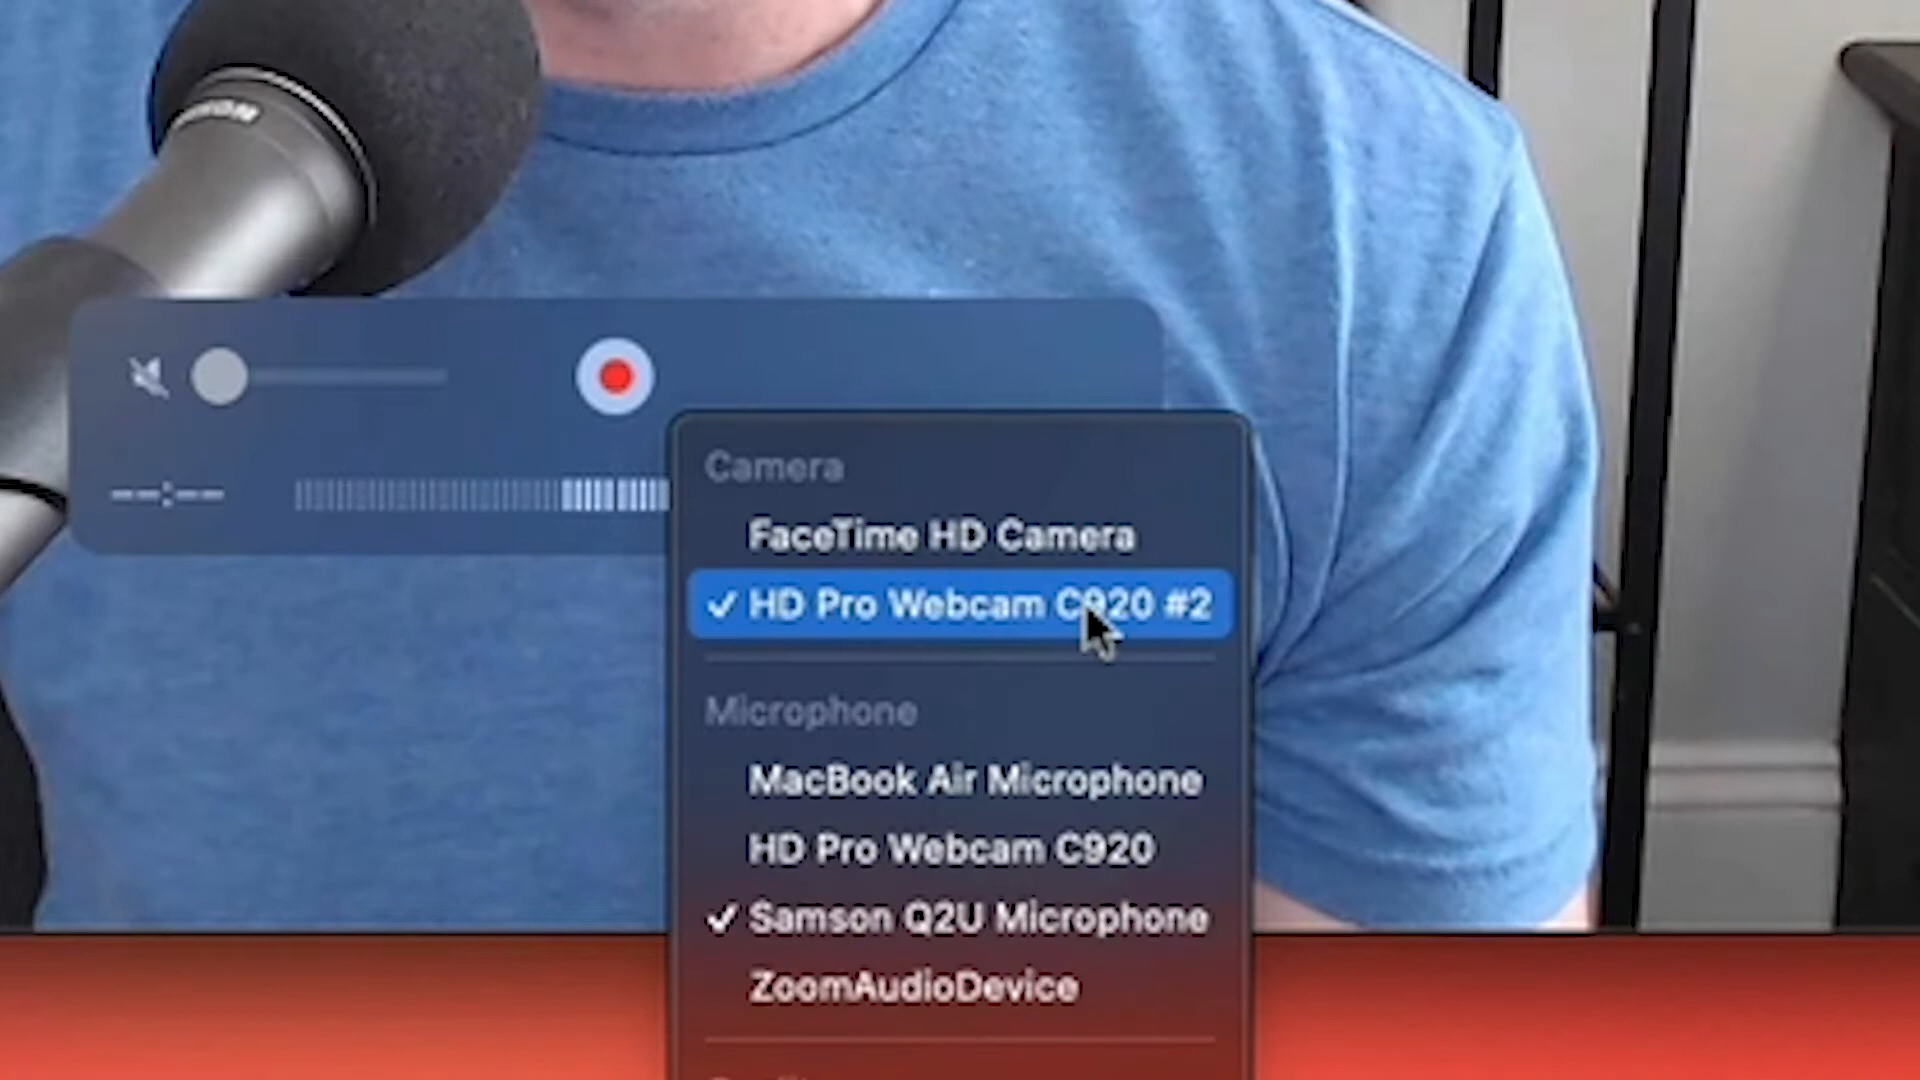 --:--
Camera
FaceTime HD Camera
✓ HD Pro Webcam C920 #2
Microphone
MacBook Air Microphone
HD Pro Webcam C920
✓ Samson Q2U Microphone
ZoomAudioDevice